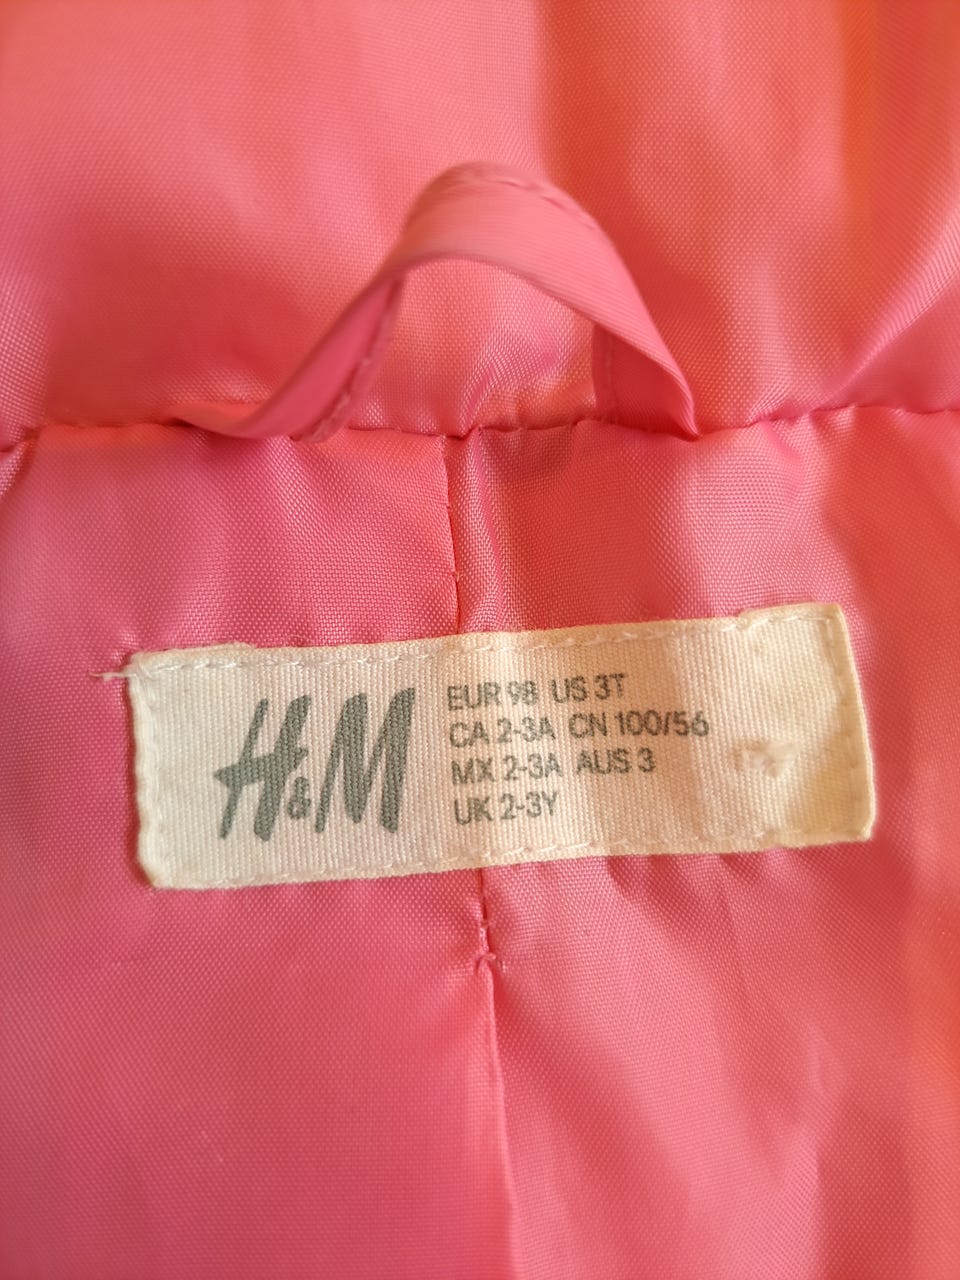 H&M
EUR 98 US 3T
CA 2-3A CN 100/56
MX 2-3A AUS 3
UK 2-3Y